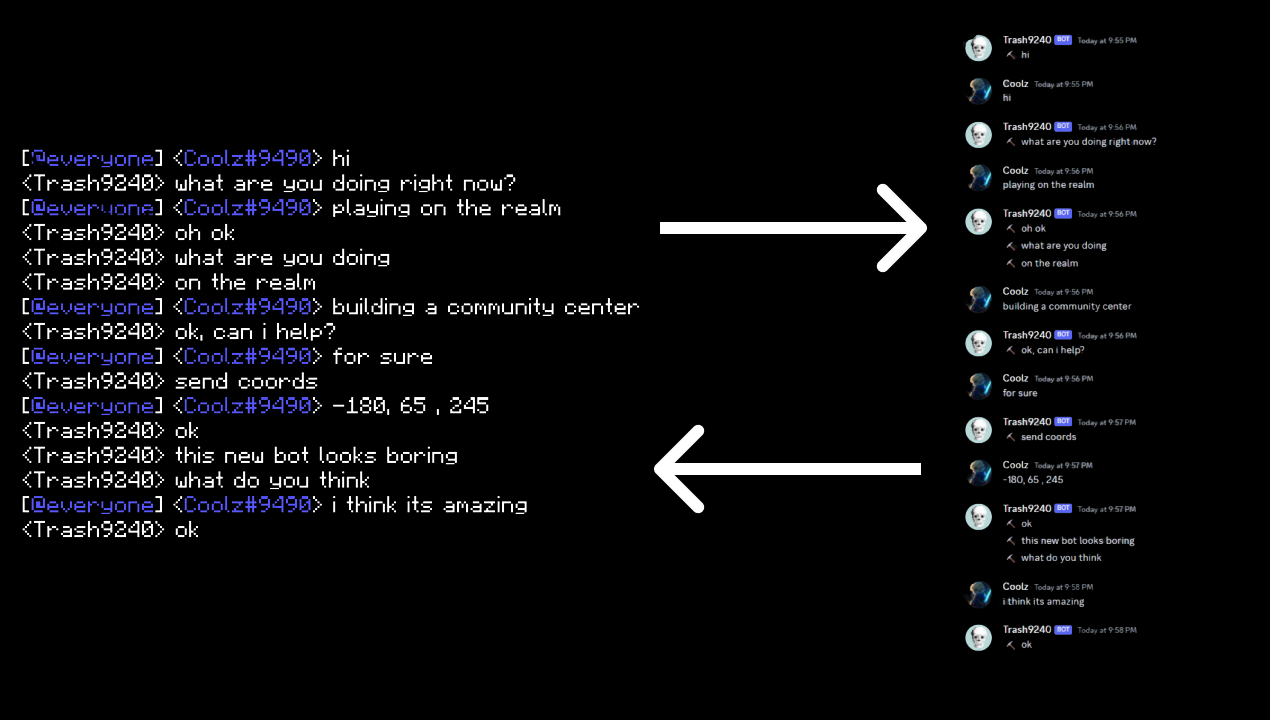 [@everyone] <Coolz#9490> hi
<Trash9240> what are you doing right now?
[@everyone] <Coolz#9490> playing on the realm
<Trash9240> oh ok
<Trash9240> what are you doing
<Trash9240> on the realm
[@everyone] <Coolz#9490> building a community center
<Trash9240> ok, can i help?
[@everyone] <Coolz#9490> for sure
<Trash9240> send coords
[@everyone] <Coolz#9490> -180, 65 , 245
<Trash9240> ok
<Trash9240> this new bot looks boring
<Trash9240> what do you think
[@everyone] <Coolz#9490> i think its amazing
<Trash9240> ok
Trash9240 BOT Today at 9:55 PM
hi
Coolz Today at 9:55 PM
hi
Trash9240 BOT Today at 9:56 PM
what are you doing right now?
Coolz Today at 9:56 PM
playing on the realm
Trash9240 BOT Today at 9:56 PM
oh ok
what are you doing
on the realm
Coolz Today at 9:56 PM
building a community center
Trash9240 BOT Today at 9:56 PM
ok, can i help?
Coolz Today at 9:56 PM
for sure
Trash9240 BOT Today at 9:57 PM
send coords
Coolz Today at 9:57 PM
-180, 65 , 245
Trash9240 BOT Today at 9:57 PM
ok
this new bot looks boring
what do you think
Coolz Today at 9:58 PM
i think its amazing
Trash9240 BOT Today at 9:58 PM
ok